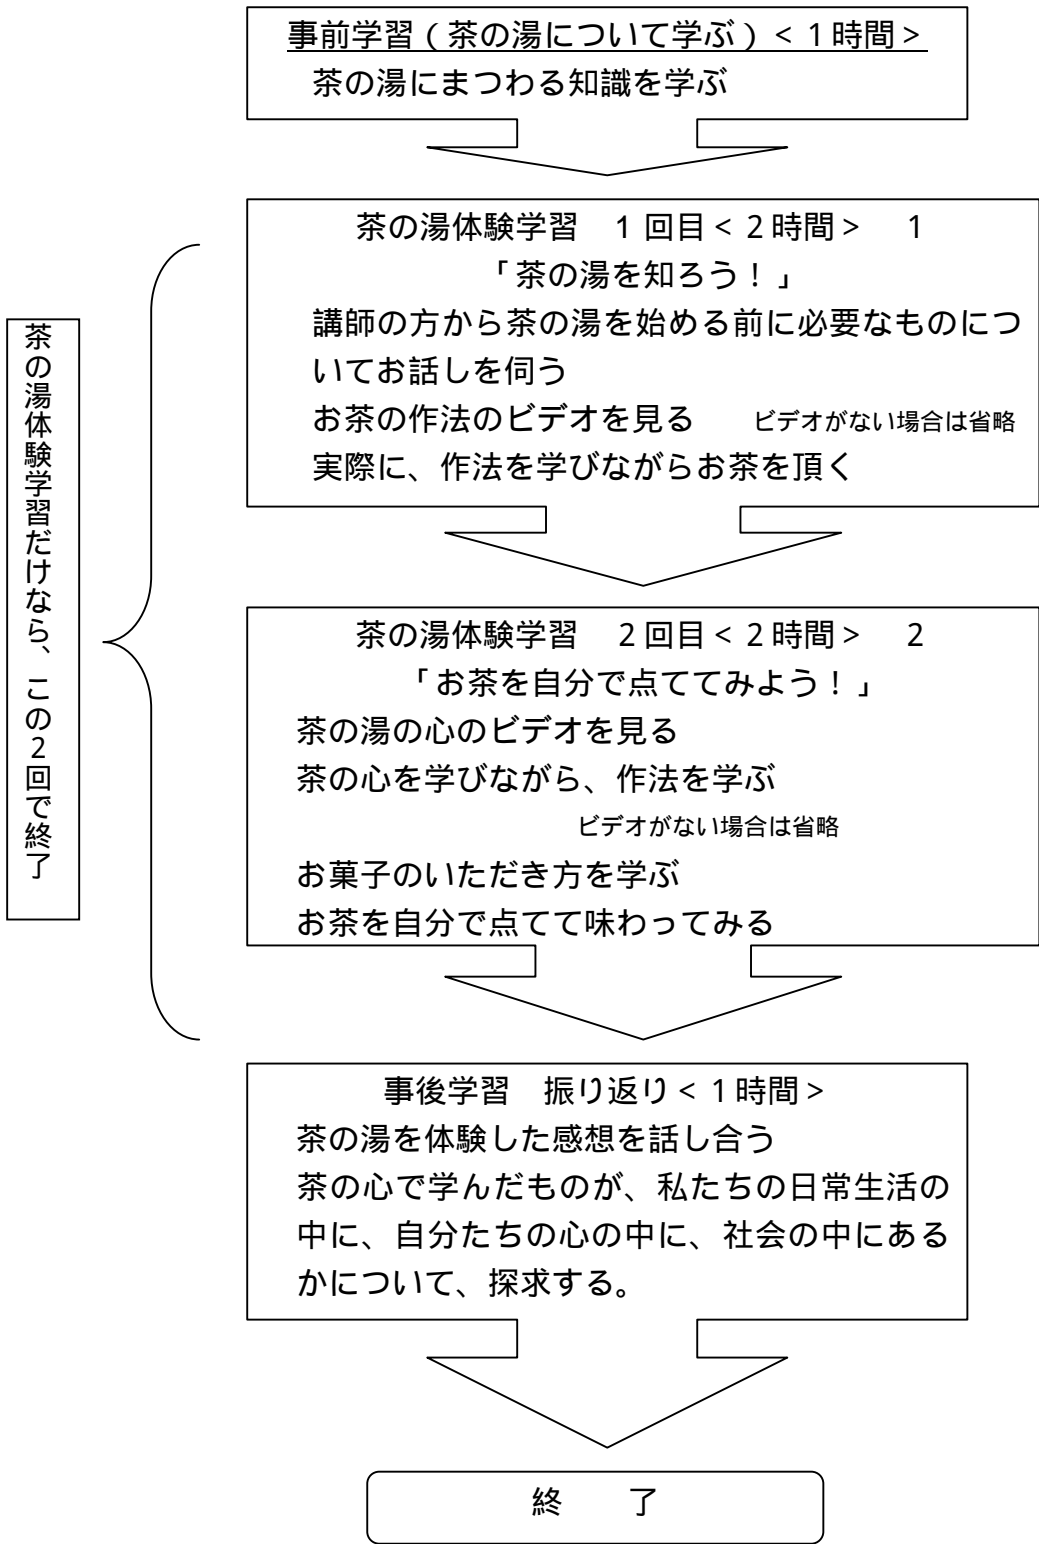 事前学習（茶の湯について学ぶ）<１時間>
茶の湯にまつわる知識を学ぶ
茶の湯体験学習　１回目<２時間>　1
「茶の湯を知ろう！」
講師の方から茶の湯を始める前に必要なものにつ
いてお話しを伺う
お茶の作法のビデオを見る　ビデオがない場合は省略
実際に、作法を学びながらお茶を頂く
茶の湯体験学習だけなら、この２回で終了
茶の湯体験学習　２回目<２時間>　2
「お茶を自分で点ててみよう！」
茶の湯の心のビデオを見る
茶の心を学びながら、作法を学ぶ
ビデオがない場合は省略
お菓子のいただき方を学ぶ
お茶を自分で点てて味わってみる
事後学習　振り返り<１時間>
茶の湯を体験した感想を話し合う
茶の心で学んだものが、私たちの日常生活の
中に、自分たちの心の中に、社会の中にある
かについて、探求する。
終　了